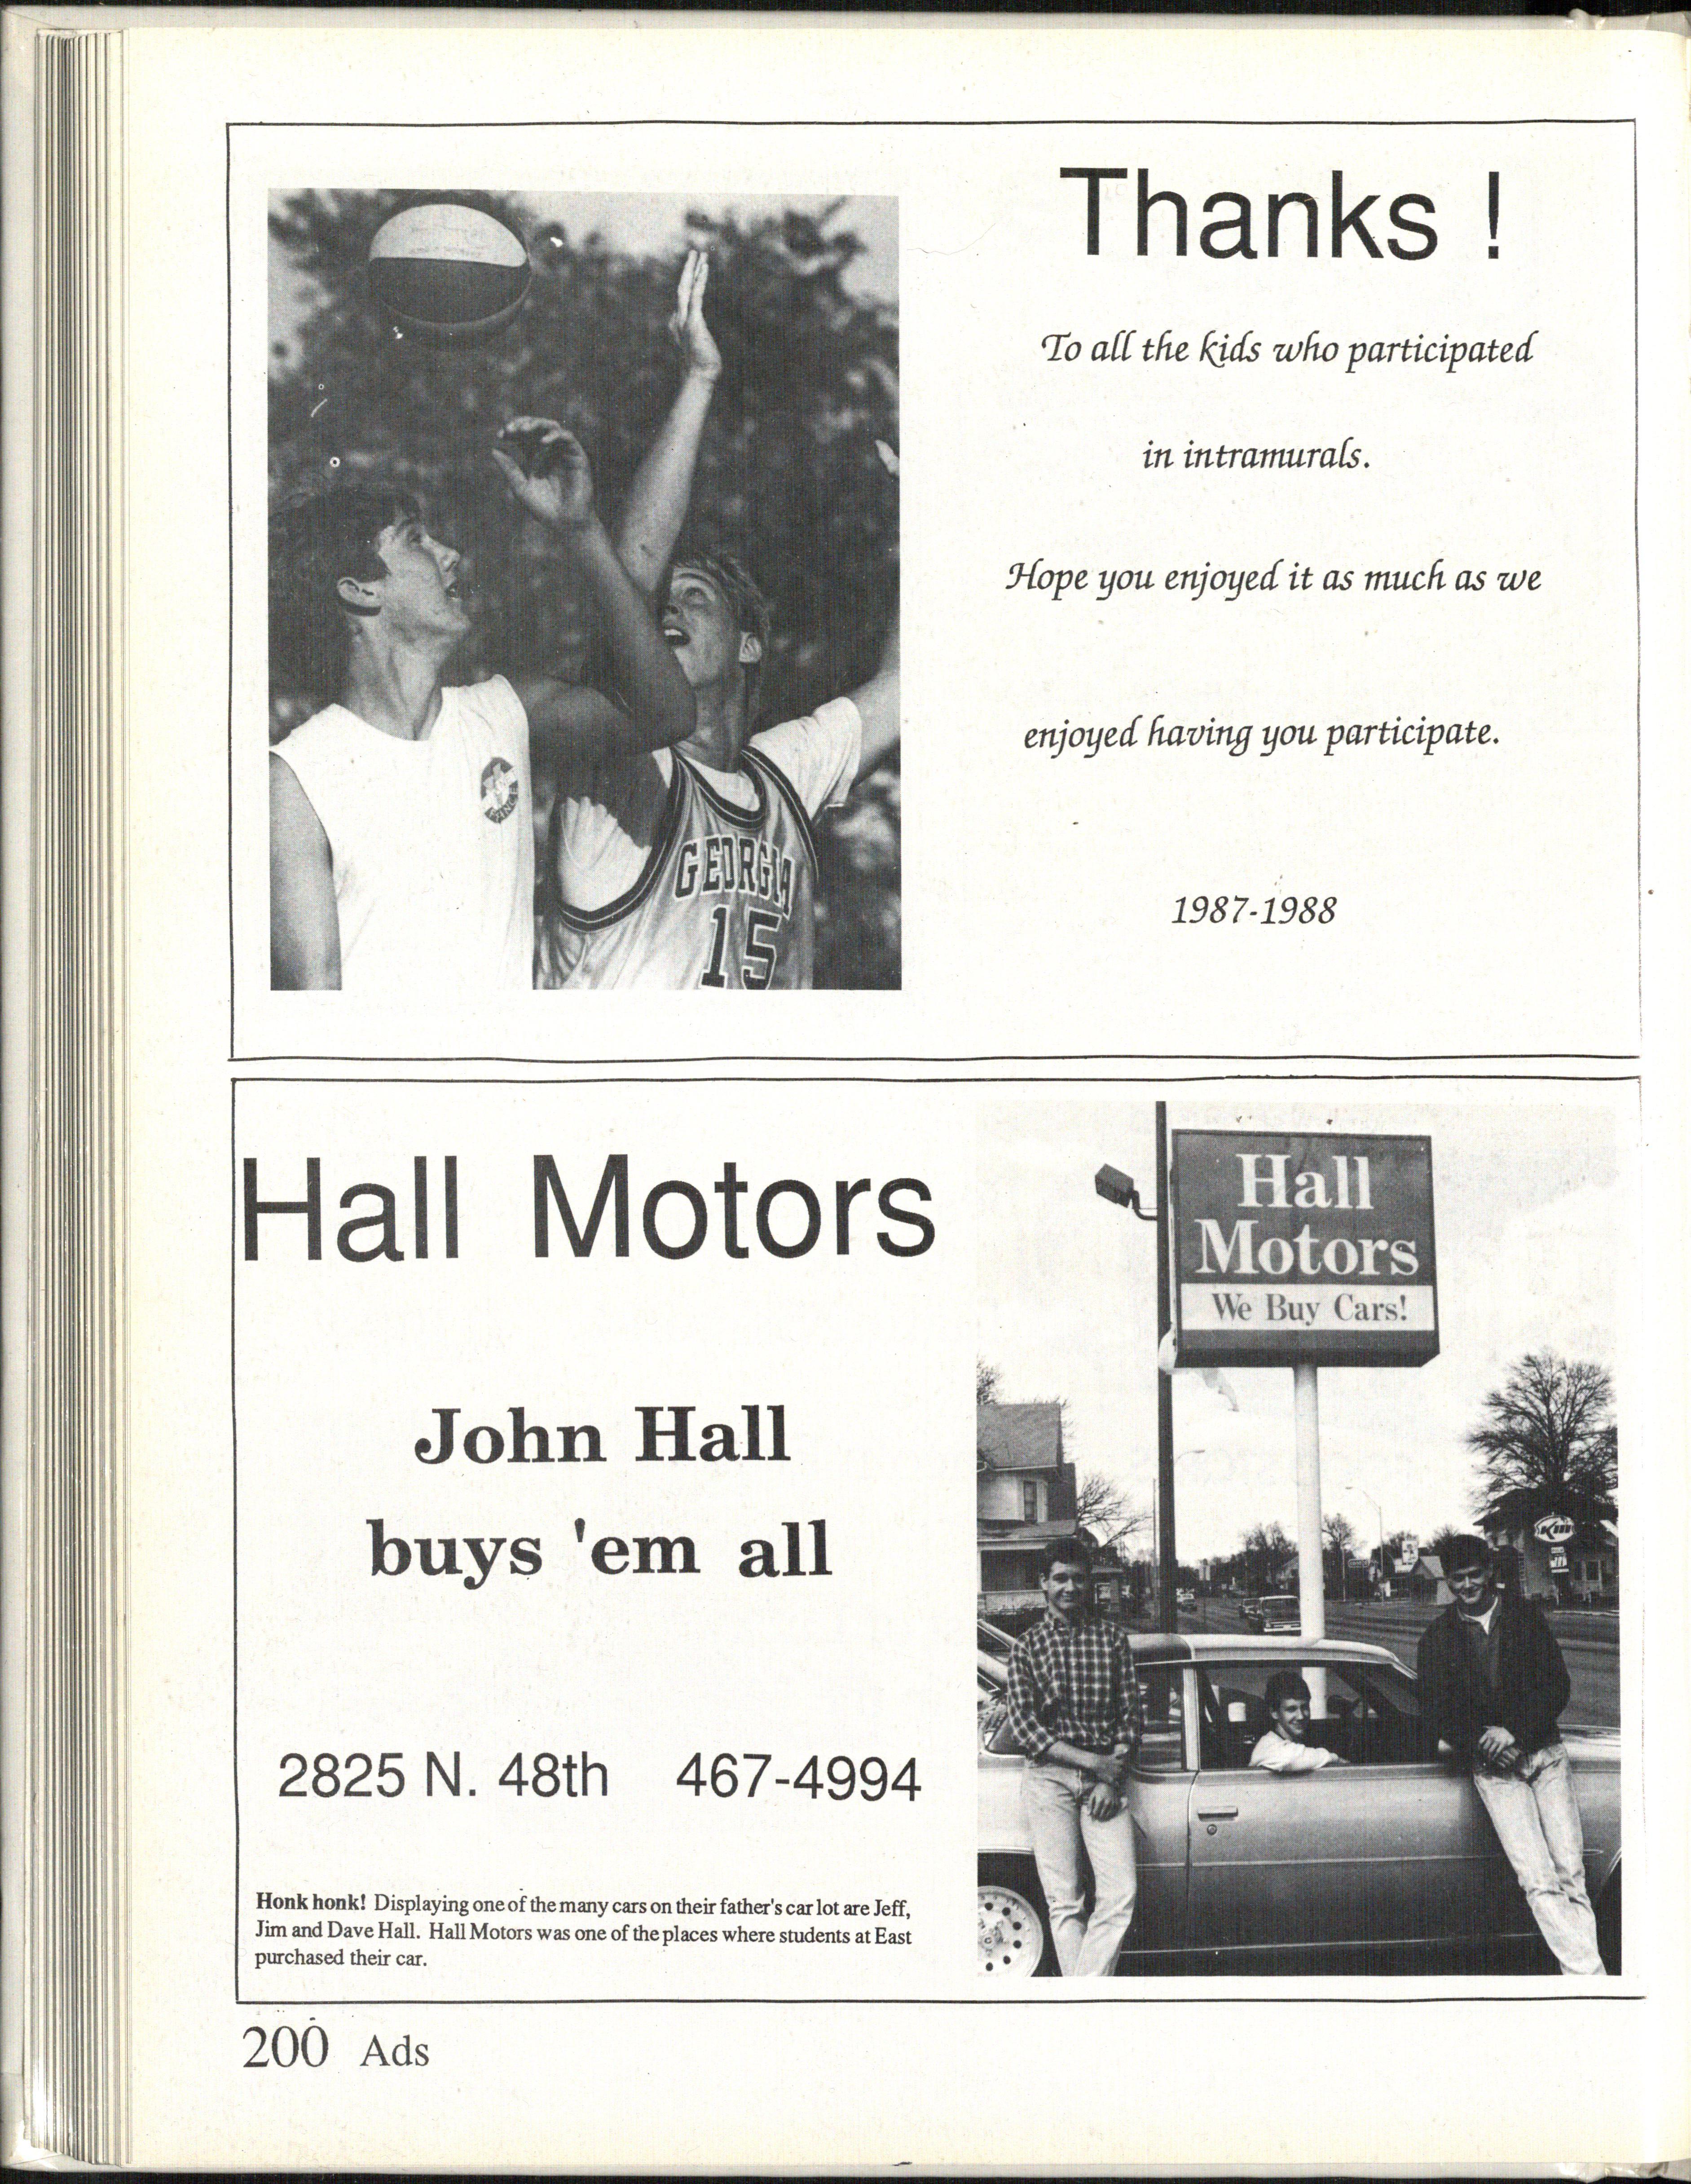 Thanks !
To all the kids who participated
in intramurals.
Hope you enjoyed it as much as we
enjoyed having you participate.
1987-1988
GEORGIA
15
Hall Motors
John Hall
buys 'em all
2825 N. 48th 467-4994
Honk honk! Displaying one of the many cars on their father's car lot are Jeff,
Jim and Dave Hall. Hall Motors was one of the places where students at East
purchased their car.
Hall
Motors
We Buy Cars!
200 Ads